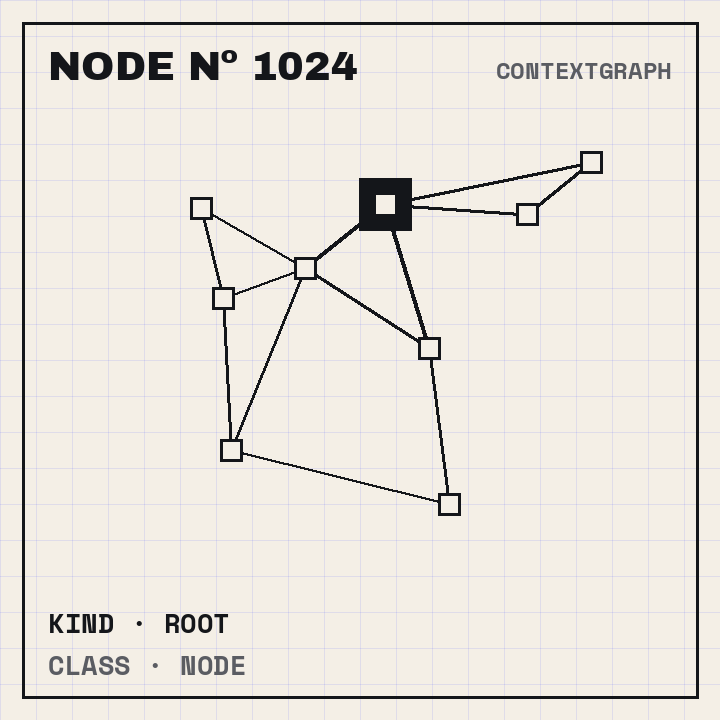 NODE Nº 1024
CONTEXTGRAPH
KIND · ROOT
CLASS · NODE